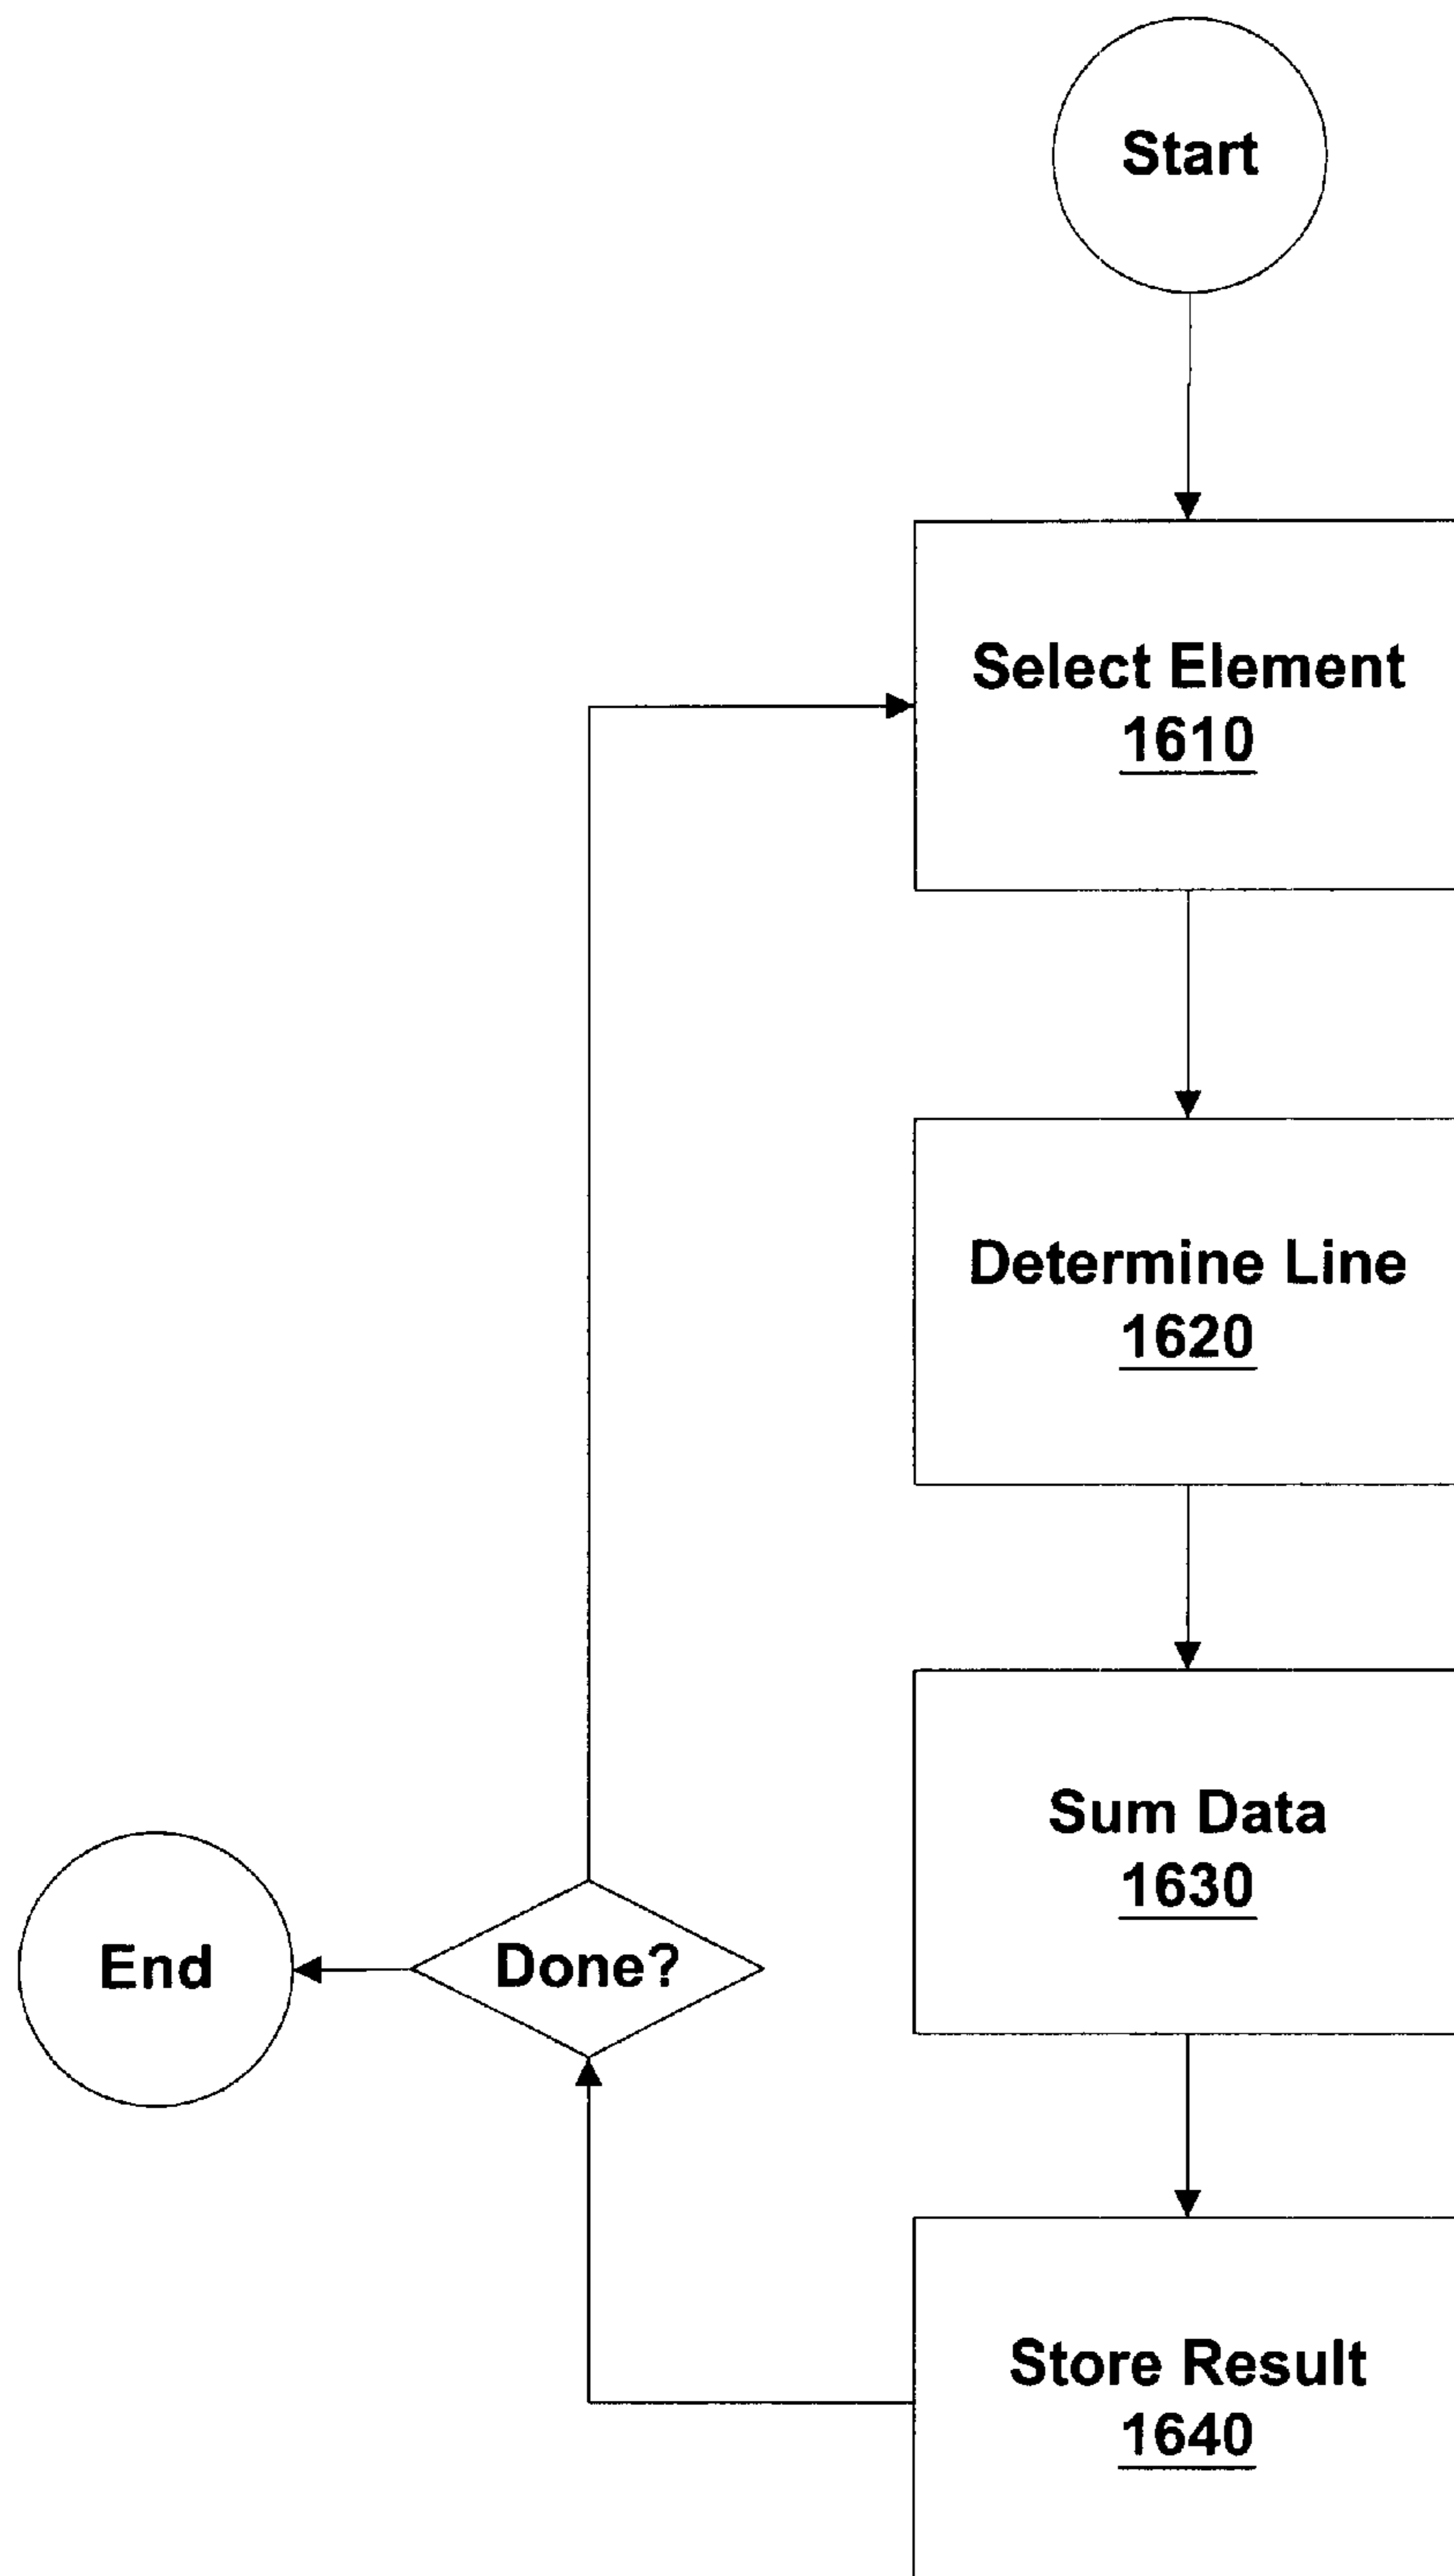 Start
Select Element
1610
Determine Line
1620
Sum Data
1630
End
Done?
Store Result
1640